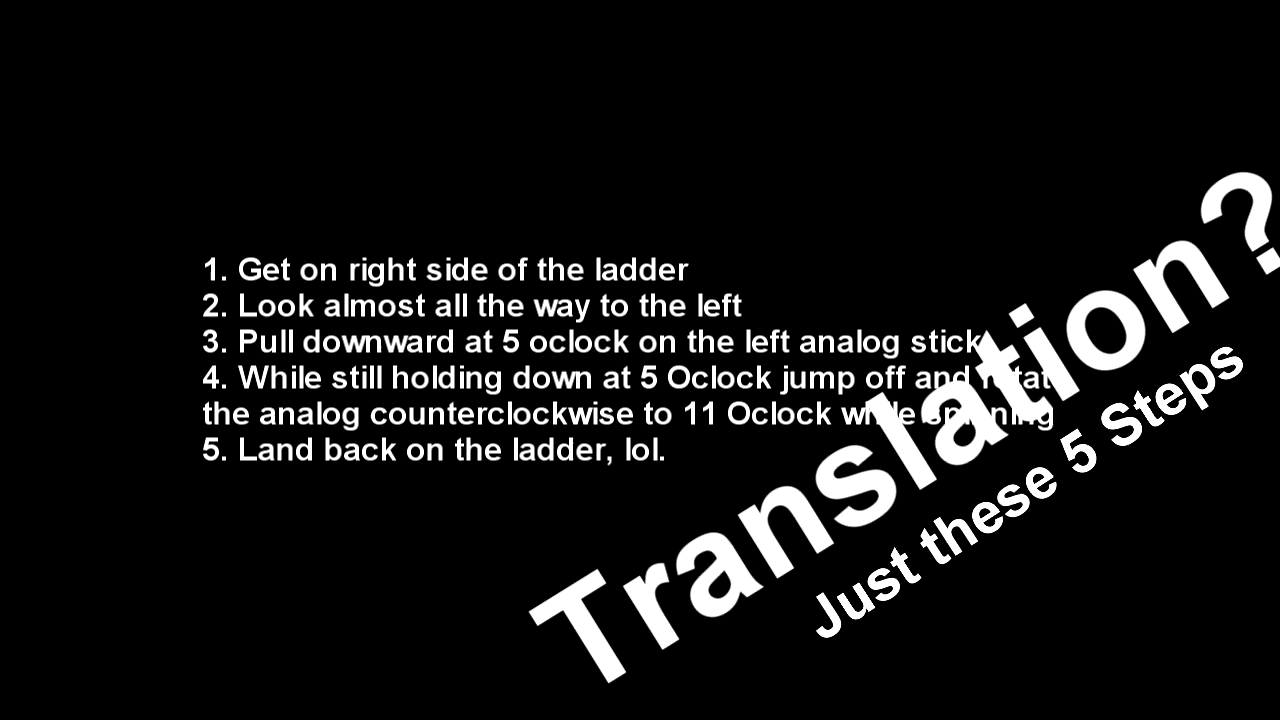 1. Get on right side of the ladder
2. Look almost all the way to the left
3. Pull downward at 5 oclock on the left analog stick
4. While still holding down at 5 Oclock jump off and
the analog counterclockwise to 11 Oclock while spinning
5. Land back on the ladder, lol.
Translation?
Just these 5 Steps